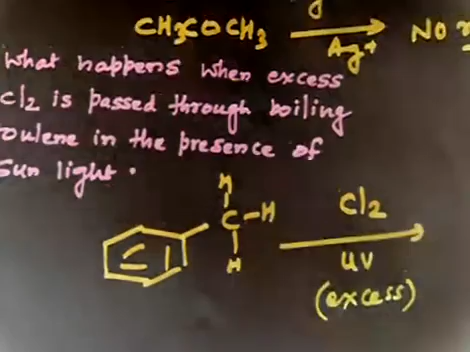 CH3COCH3 Ag+ No
What happens when excess
Cl2 is passed through boiling
toulene in the presence of
Sun light.
H
C-H
H
Cl2
UV
(excess)